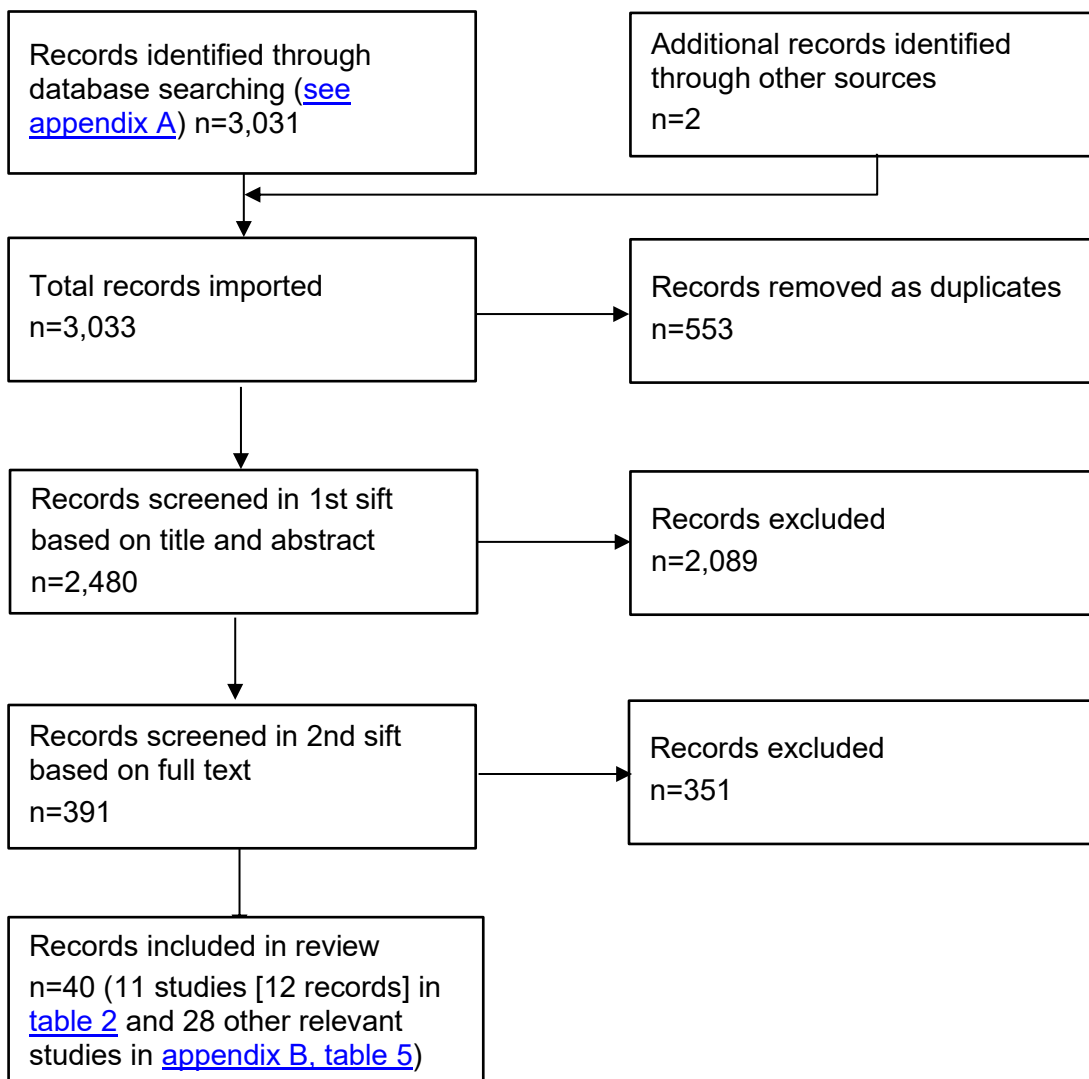 Records identified through
database searching (see
appendix A) n=3,031
Additional records identified
through other sources
n=2
Total records imported
n=3,033
Records removed as duplicates
n=553
Records screened in 1st sift
based on title and abstract
n=2,480
Records excluded
n=2,089
Records screened in 2nd sift
based on full text
n=391
Records excluded
n=351
Records included in review
n=40 (11 studies [12 records] in
table 2 and 28 other relevant
studies in appendix B, table 5)